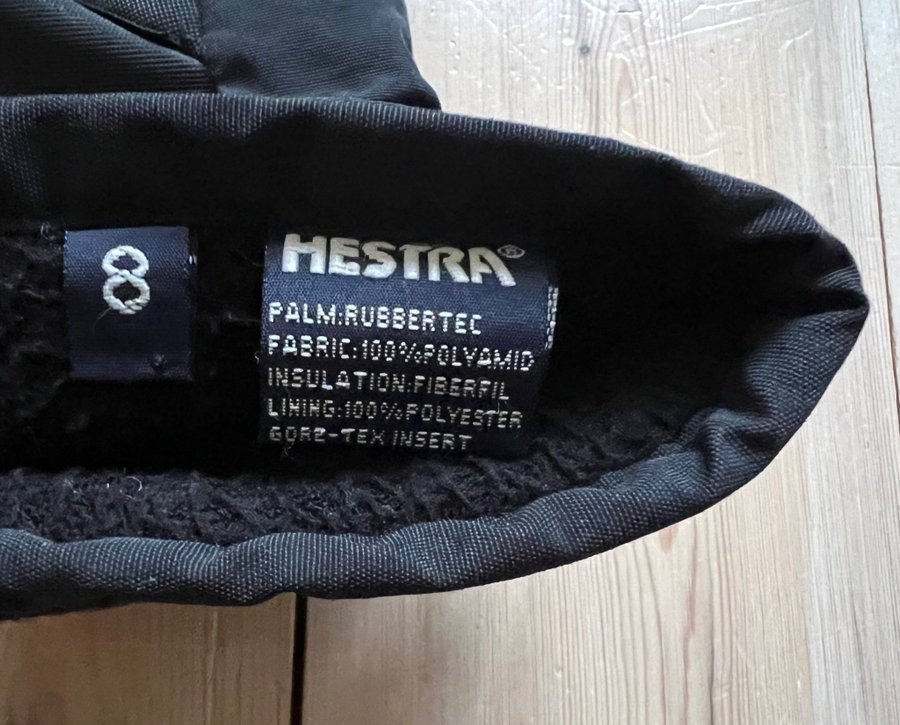 8
HESTRA®
PALM:RUBBERTEC
FABRIC:100%POLYAMID
INSULATION:FIBERFIL
LINING:100%POLYESTER
GORE-TEX INSERT